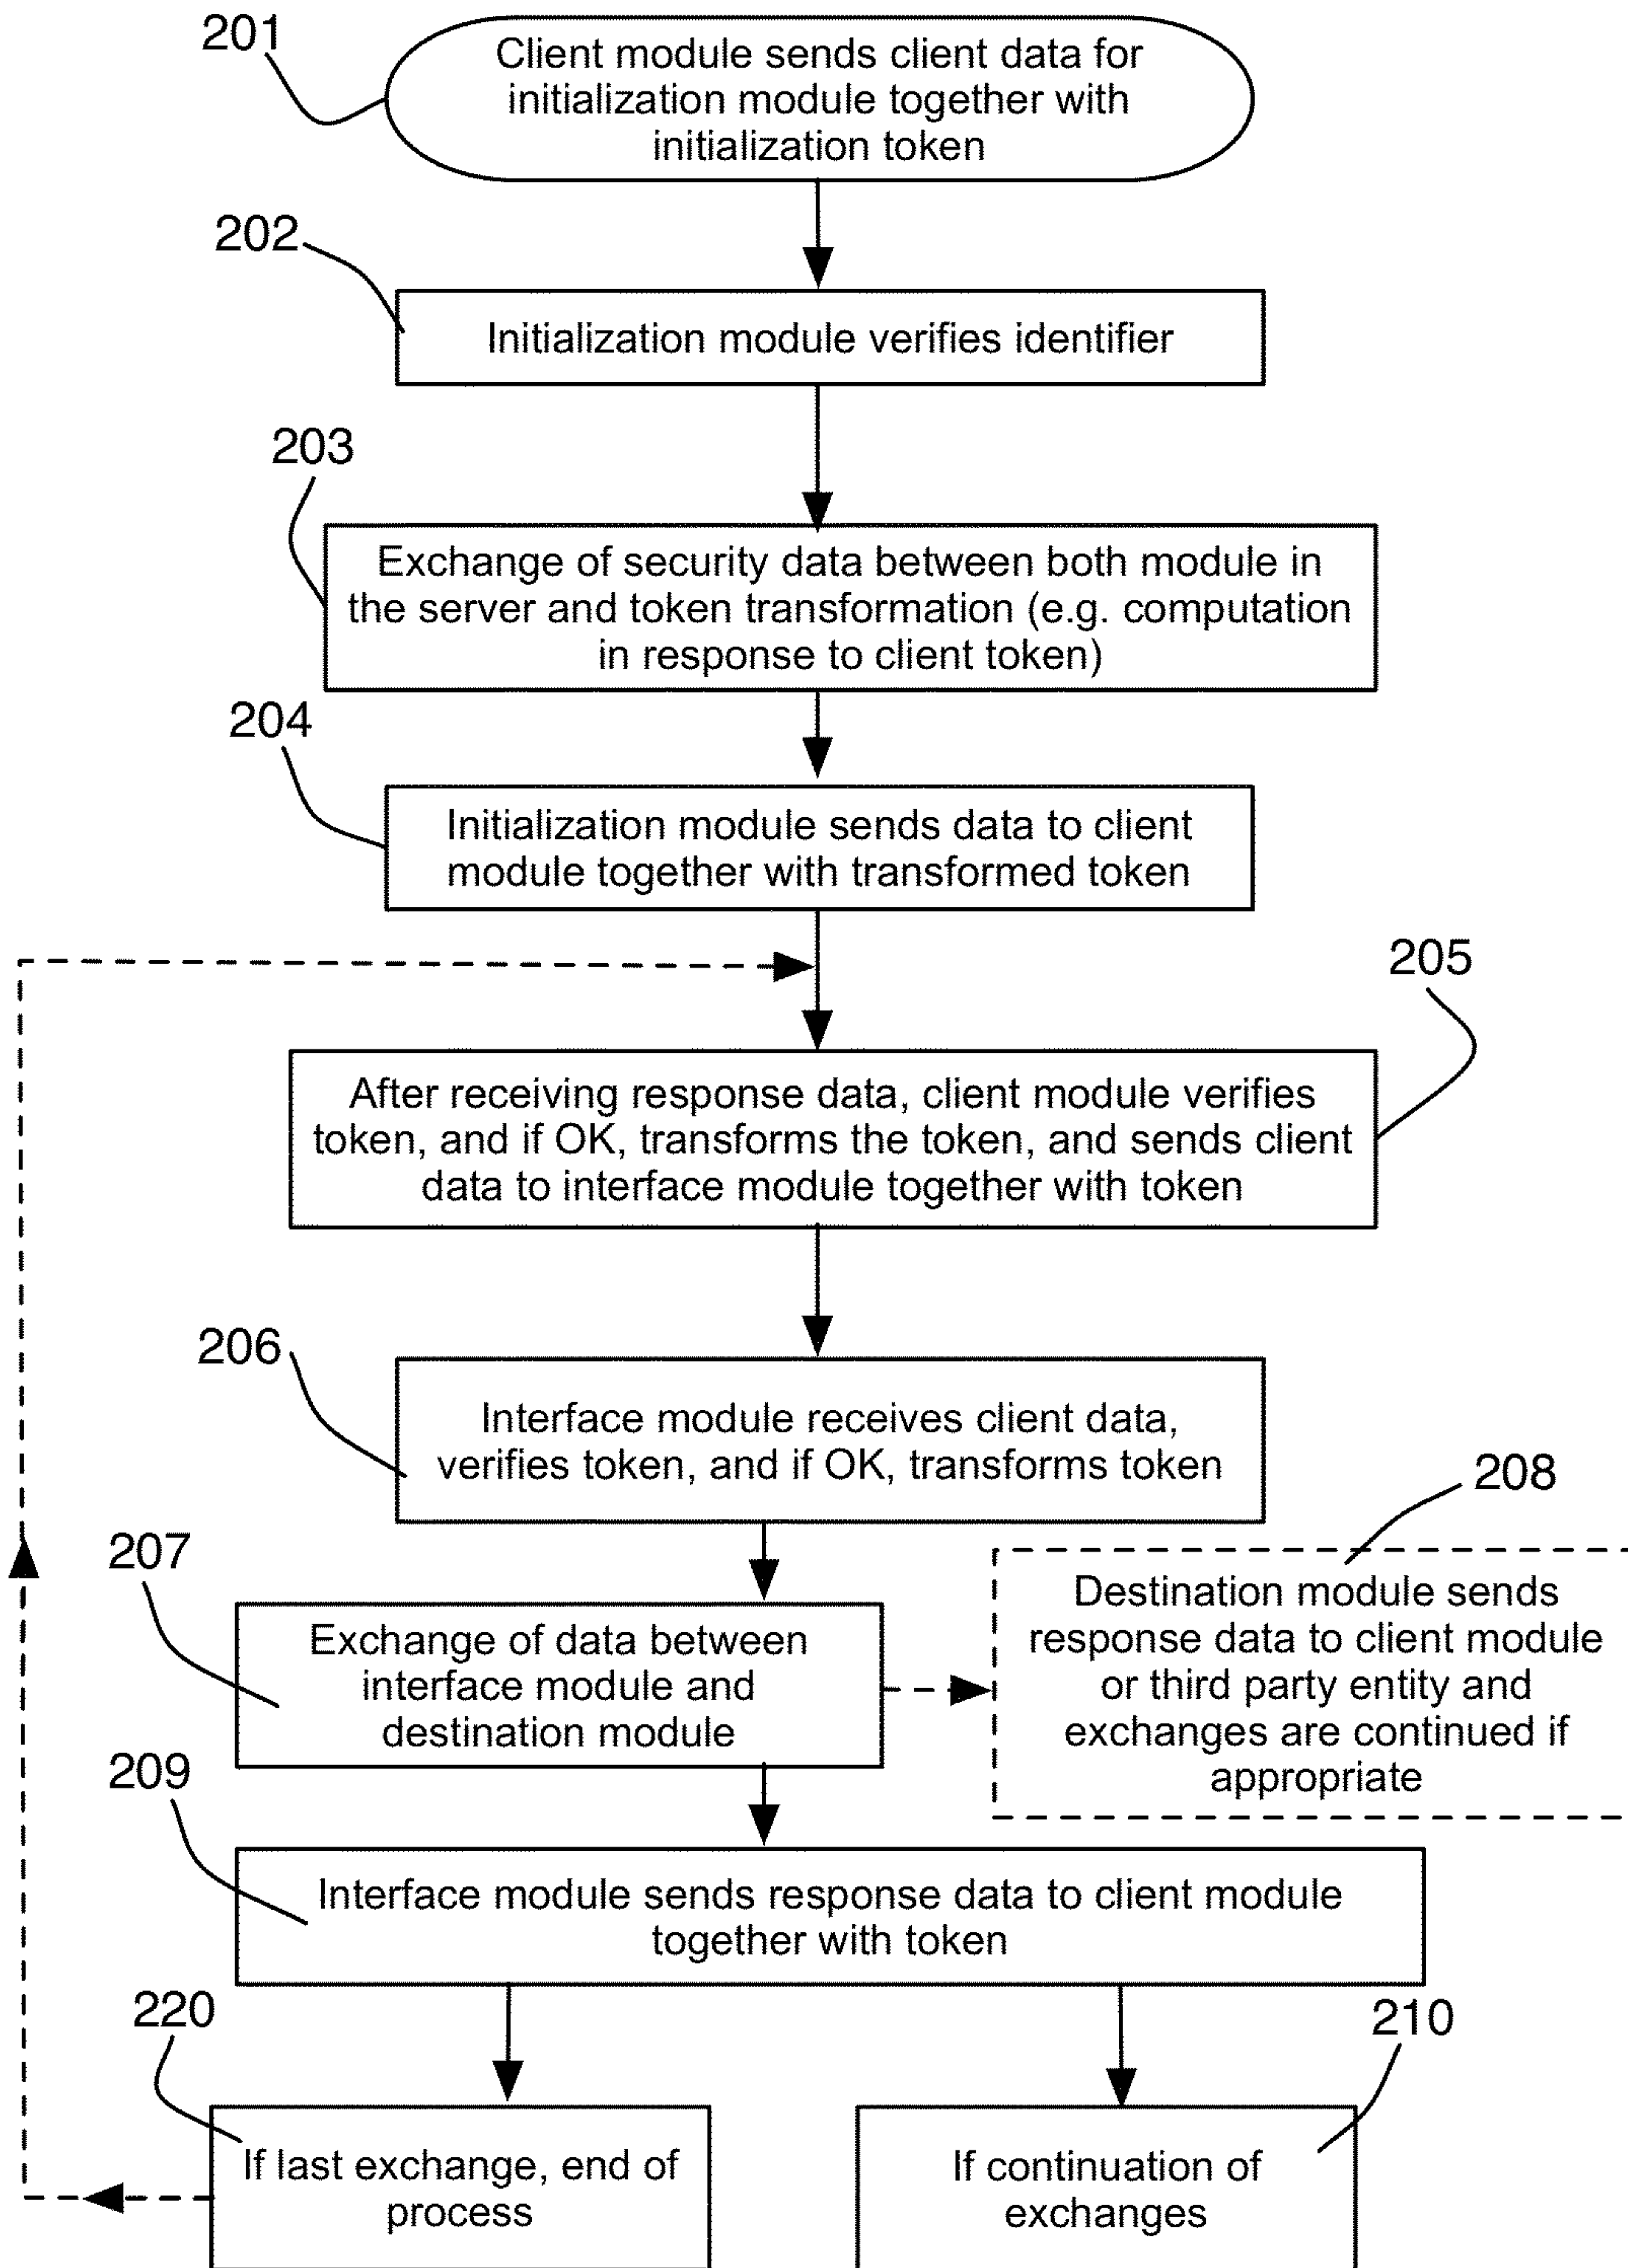 201
Client module sends client data for
initialization module together with
initialization token
202
Initialization module verifies identifier
203
Exchange of security data between both module in
the server and token transformation (e.g. computation
in response to client token)
204
Initialization module sends data to client
module together with transformed token
205
After receiving response data, client module verifies
token, and if OK, transforms the token, and sends client
data to interface module together with token
206
Interface module receives client data,
verifies token, and if OK, transforms token
207
Exchange of data between
interface module and
destination module
208
Destination module sends
response data to client module
or third party entity and
exchanges are continued if
appropriate
209
Interface module sends response data to client module
together with token
220
If last exchange, end of
process
210
If continuation of
exchanges